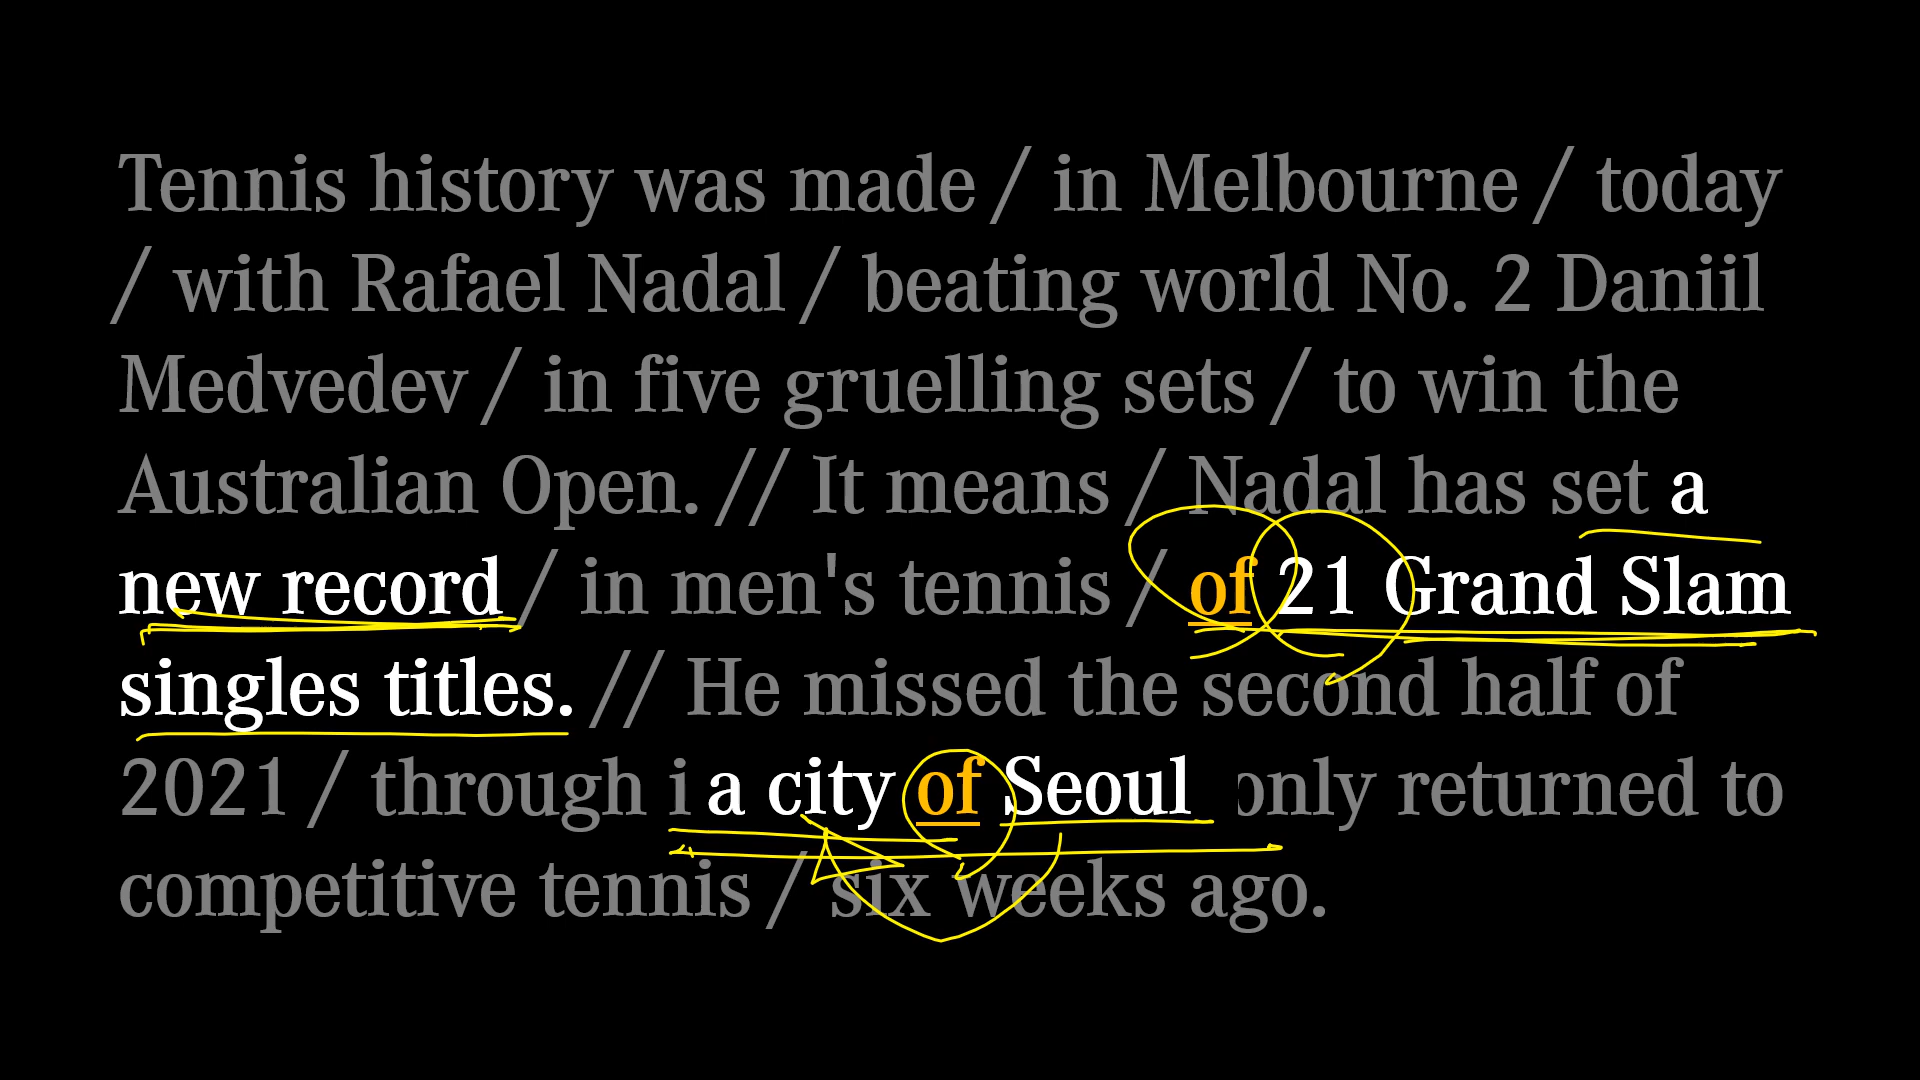 Tennis history was made / in Melbourne / today
/ with Rafael Nadal / beating world No. 2 Daniil
Medvedev / in five gruelling sets / to win the
Australian Open. // It means / Nadal has set a
new record / in men's tennis / of 21 Grand Slam
singles titles. // He missed the second half of
2021 / through i a city of Seoul only returned to
competitive tennis / six weeks ago.